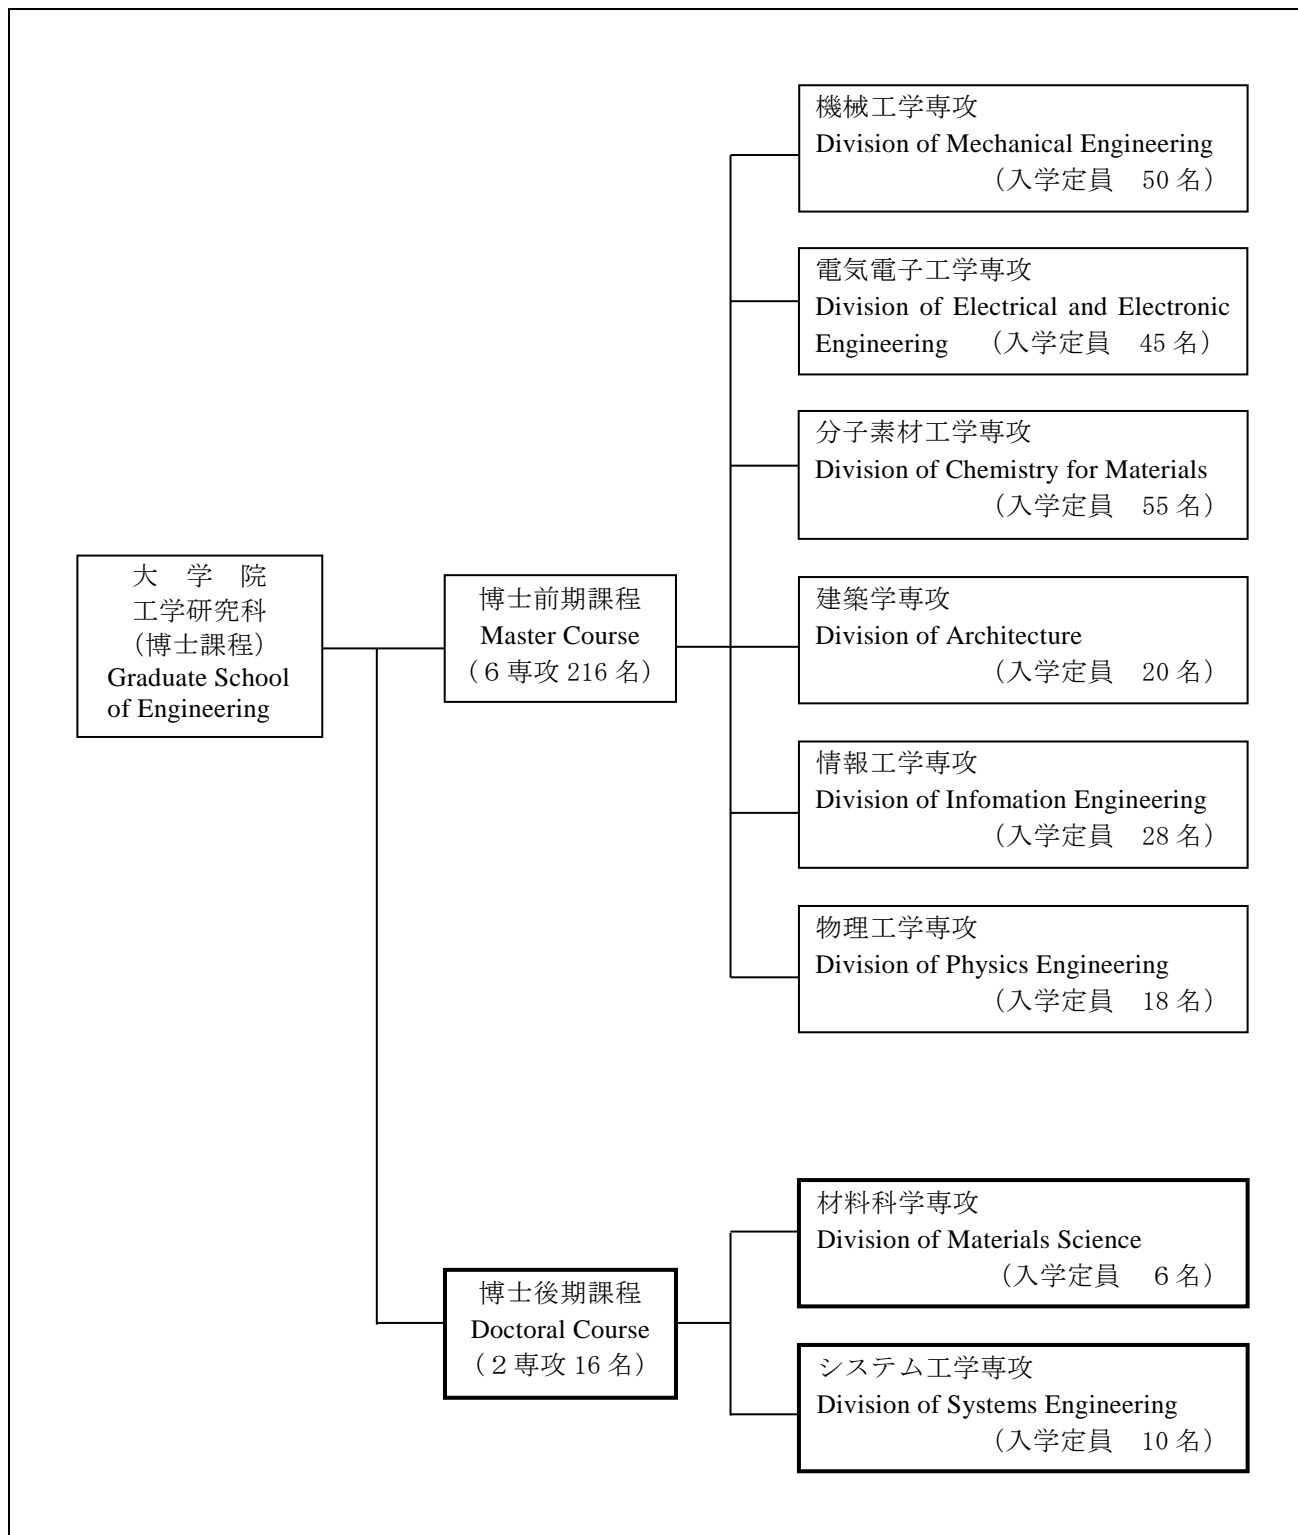 大　学　院
工学研究科
（博士課程）
Graduate School
of Engineering
博士前期課程
Master Course
（６専攻 216 名）
機械工学専攻
Division of Mechanical Engineering
（入学定員　50 名）
電気電子工学専攻
Division of Electrical and Electronic
Engineering　（入学定員　45 名）
分子素材工学専攻
Division of Chemistry for Materials
（入学定員　55 名）
建築学専攻
Division of Architecture
（入学定員　20 名）
情報工学専攻
Division of Infomation Engineering
（入学定員　28 名）
物理工学専攻
Division of Physics Engineering
（入学定員　18 名）
博士後期課程
Doctoral Course
（２専攻 16 名）
材料科学専攻
Division of Materials Science
（入学定員　６名）
システム工学専攻
Division of Systems Engineering
（入学定員　10 名）